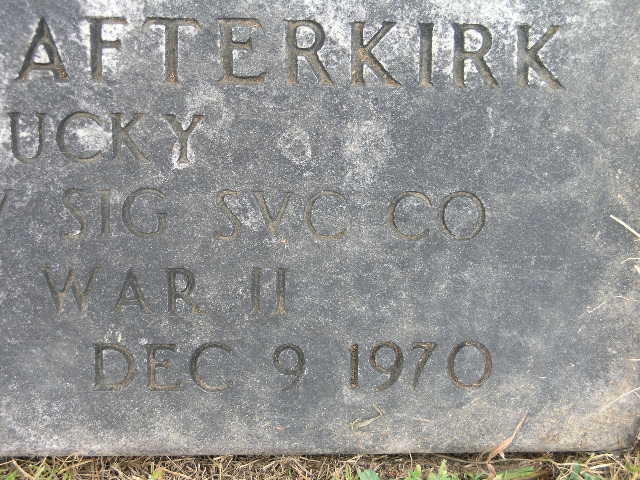 A AFTERKIRK
UCKY
SIG SVC CO
WAR II
DEC 9 1970